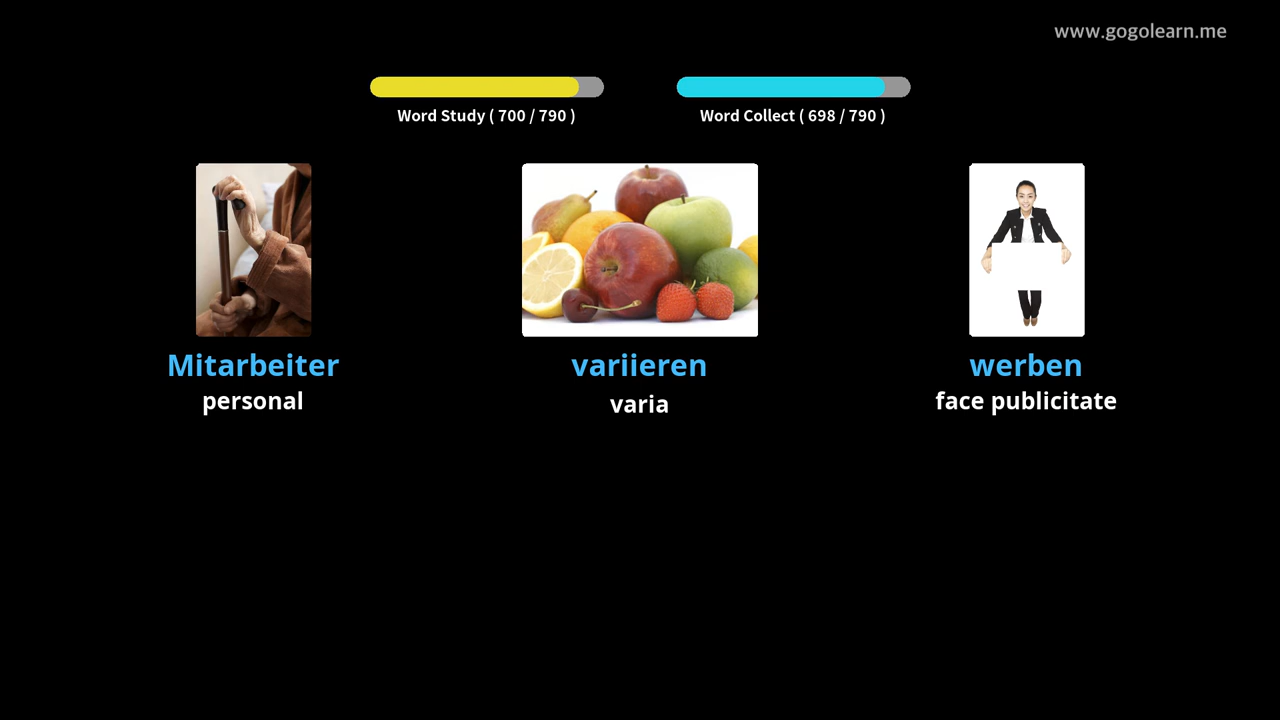 www.gogolearn.me
Word Study ( 700 / 790 )
Word Collect ( 698 / 790 )
Mitarbeiter
personal
variieren
varia
werben
face publicitate